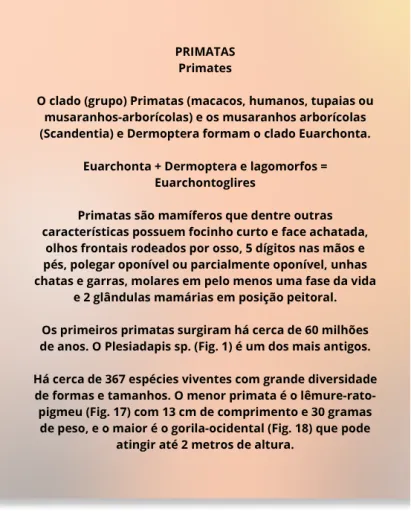 PRIMATAS
Primates
O clado (grupo) Primatas (macacos, humanos, tupaias ou
musaranhos-arborícolas) e os musaranhos arborícolas
(Scandentia) e Dermoptera formam o clado Euarchonta.
Euarchonta + Dermoptera e lagomorfos =
Euarchontoglires
Primatas são mamíferos que dentre outras
características possuem focinho curto e face achatada,
olhos frontais rodeados por osso, 5 dígitos nas mãos e
pés, polegar oponível ou parcialmente oponível, unhas
chatas e garras, molares em pelo menos uma fase da vida
e 2 glândulas mamárias em posição peitoral.
Os primeiros primatas surgiram há cerca de 60 milhões
de anos. O Plesiadapis sp. (Fig. 1) é um dos mais antigos.
Há cerca de 367 espécies viventes com grande diversidade
de formas e tamanhos. O menor primata é o lêmure-rato-
pigmeu (Fig. 17) com 13 cm de comprimento e 30 gramas
de peso, e o maior é o gorila-ocidental (Fig. 18) que pode
atingir até 2 metros de altura.